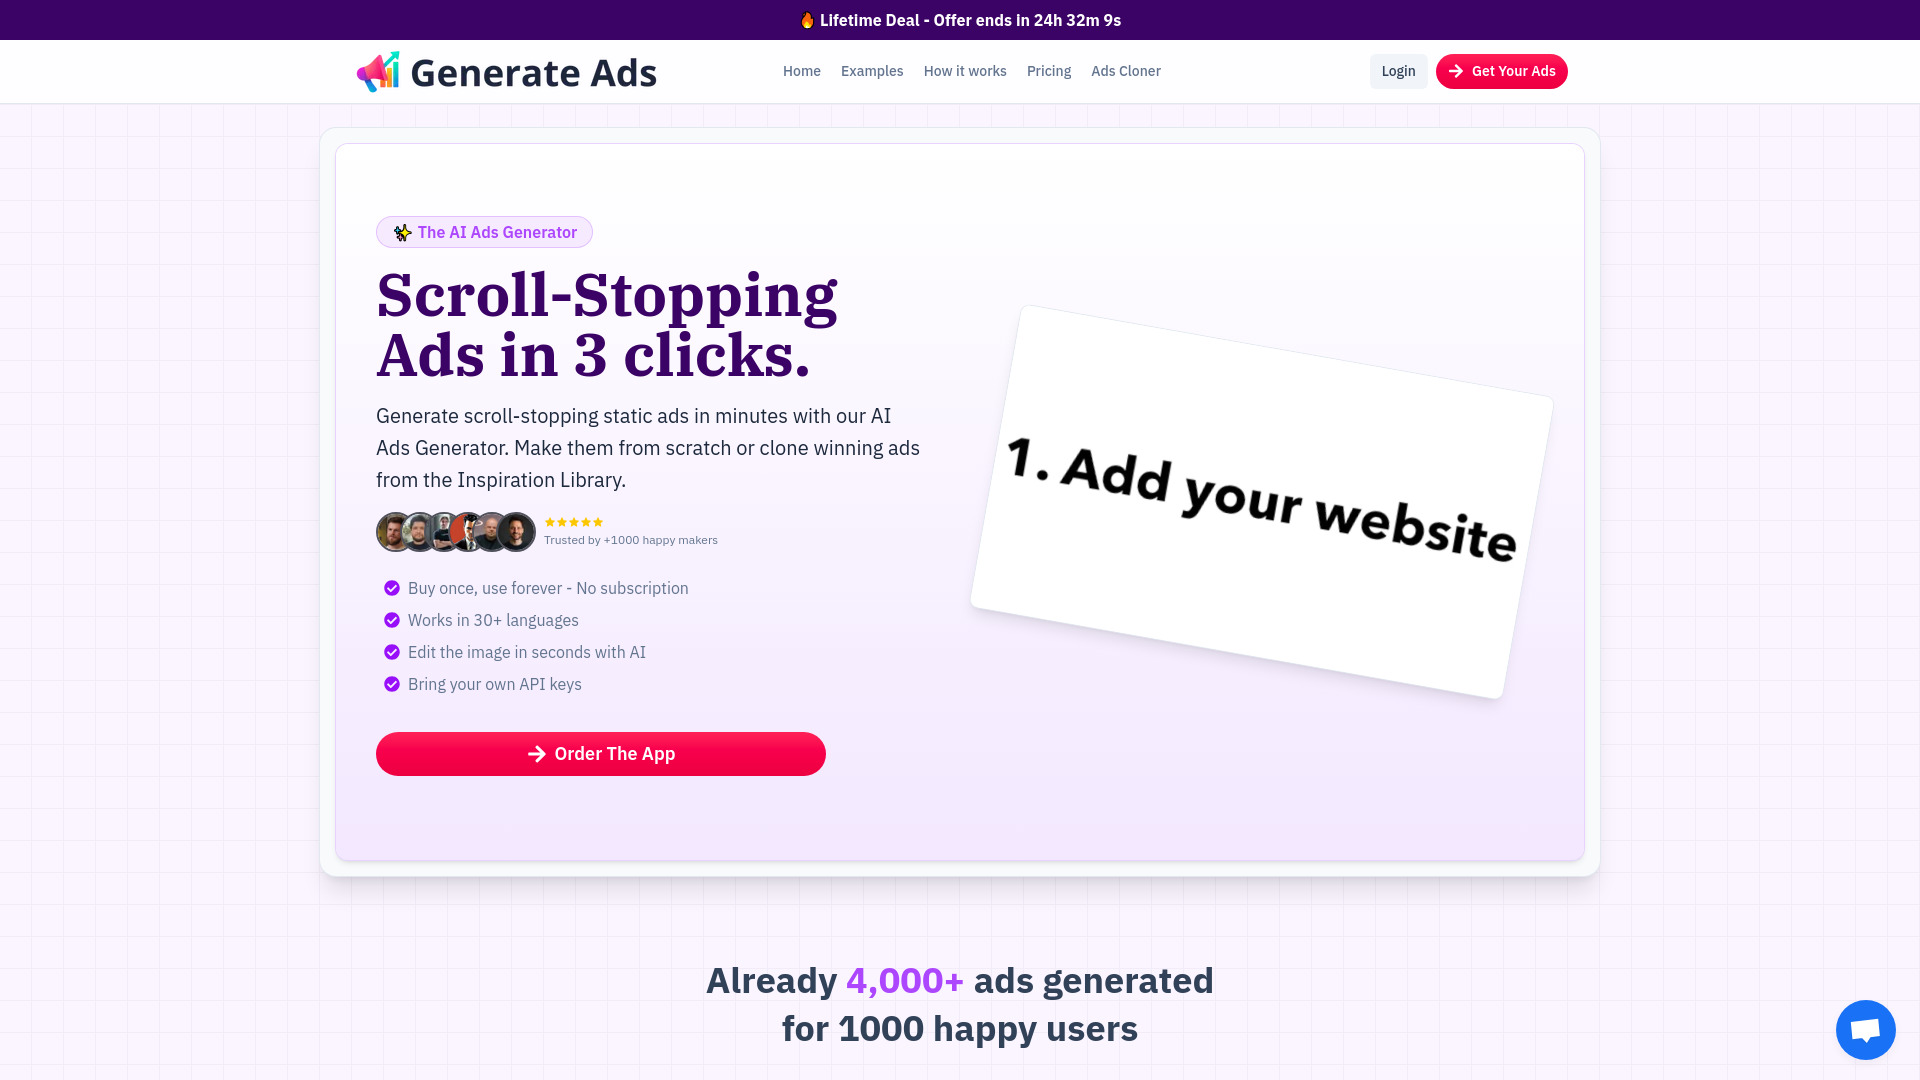 🔥 Lifetime Deal - Offer ends in 24h 32m 9s
Generate Ads
Home
Examples
How it works
Pricing
Ads Cloner
Login
Get Your Ads
✨ The AI Ads Generator
Scroll-Stopping
Ads in 3 clicks.
Generate scroll-stopping static ads in minutes with our AI
Ads Generator. Make them from scratch or clone winning ads
from the Inspiration Library.
Trusted by +1000 happy makers
Buy once, use forever - No subscription
Works in 30+ languages
Edit the image in seconds with AI
Bring your own API keys
Order The App
1. Add your website
Already 4,000+ ads generated
for 1000 happy users